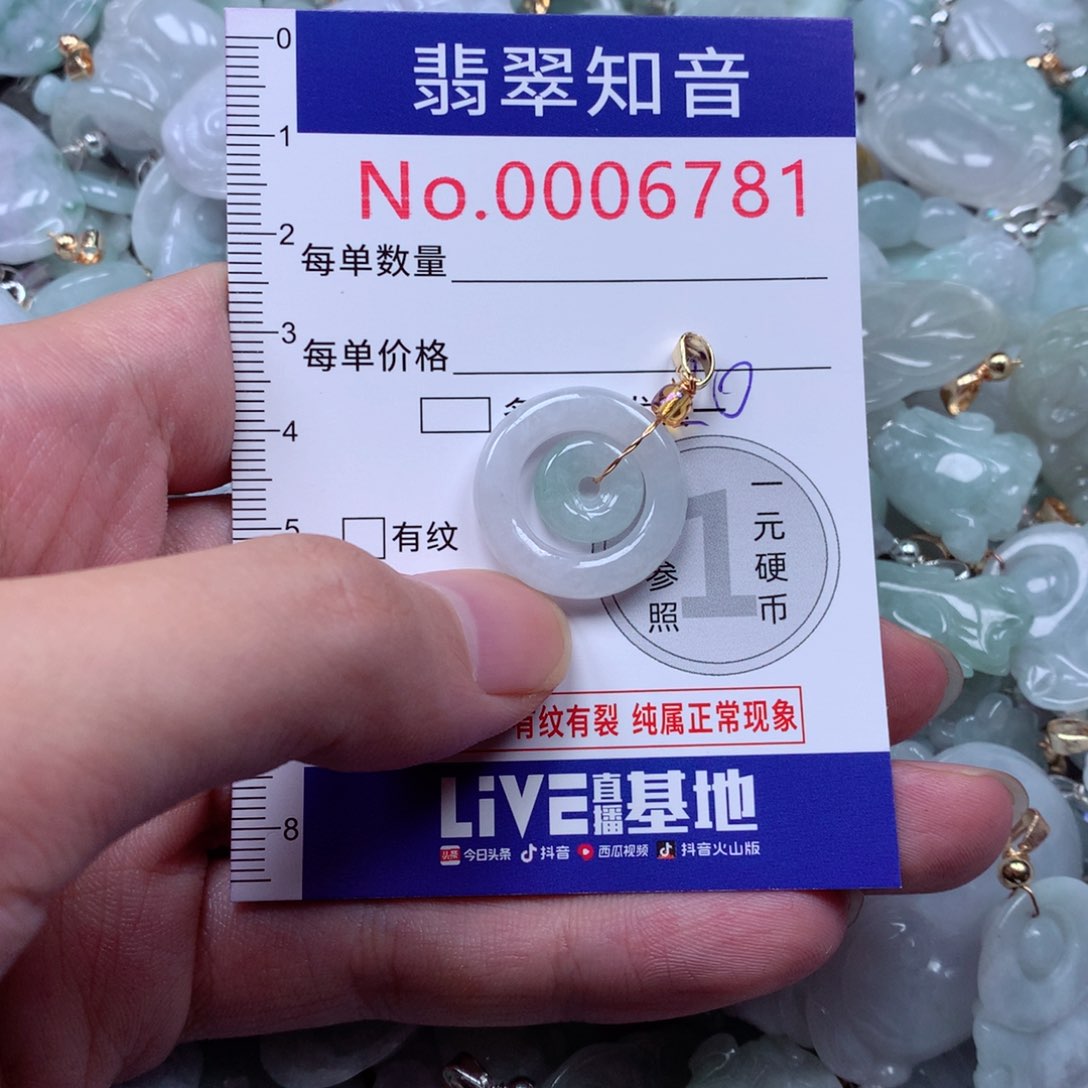 0
翡翠知音
1
No.0006781
2
每单数量
3
每单价格
4
5
有纹
1
一元硬币
参照
有纹有裂 纯属正常现象
8
LiVE直播基地
今日头条 抖音 西瓜视频 抖音火山版